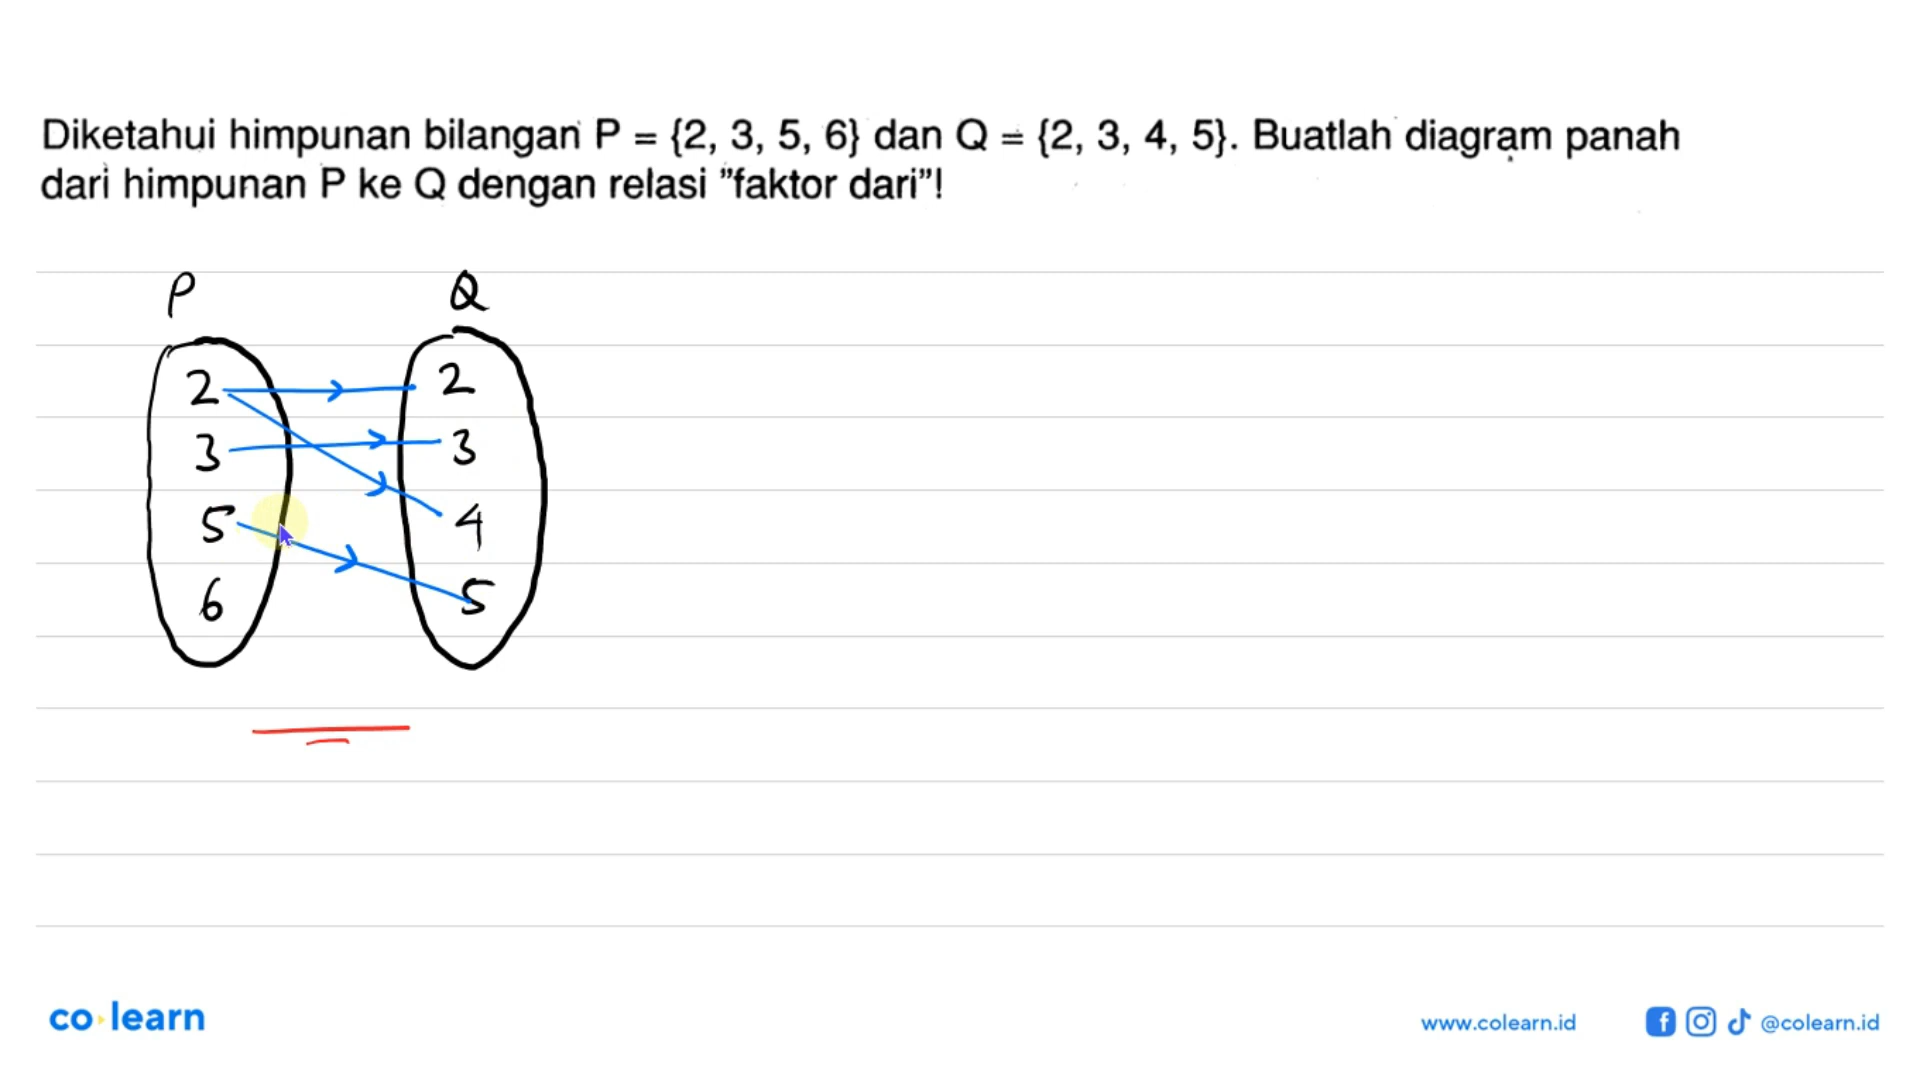 Diketahui himpunan bilangan P = {2, 3, 5, 6} dan Q = {2, 3, 4, 5}. Buatlah diagram panah
dari himpunan P ke Q dengan relasi "faktor dari"!
P Q
2 2
3 3
5 4
6 5
co learn
www.colearn.id @colearn.id